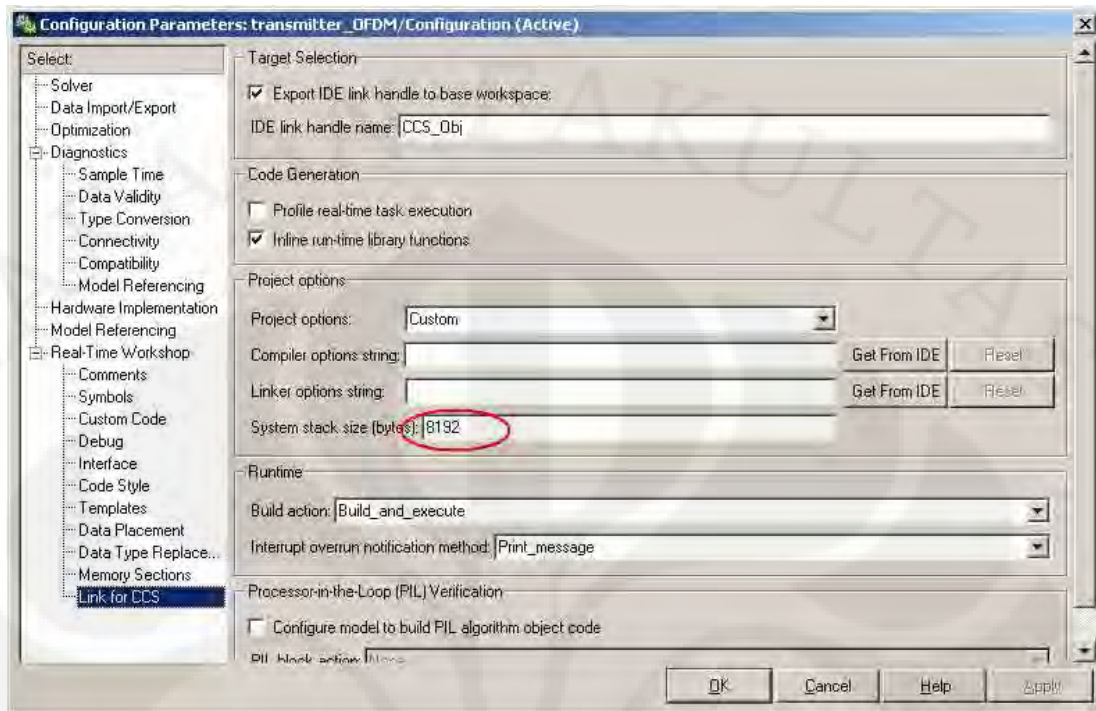 Configuration Parameters: transmitter_OFDM/Configuration (Active)
Select:
Solver
Data Import/Export
Optimization
Diagnostics
Sample Time
Data Validity
Type Conversion
Connectivity
Compatibility
Model Referencing
Hardware Implementation
Model Referencing
Real-Time Workshop
Comments
Symbols
Custom Code
Debug
Interface
Code Style
Templates
Data Placement
Data Type Replace...
Memory Sections
Link for CCS
Target Selection
Export IDE link handle to base workspace:
IDE link handle name: CCS_Obj
Code Generation
Profile real-time task execution
Inline run-time library functions
Project options
Project options: Custom
Compiler options string: Get From IDE Reset
Linker options string: Get From IDE Reset
System stack size (bytes): 8192
Runtime
Build action: Build_and_execute
Interrupt overrun notification method: Print_message
Processor-in-the-Loop (PIL) Verification
Configure model to build PIL algorithm object code
PIL block action: None
OK Cancel Help Apply